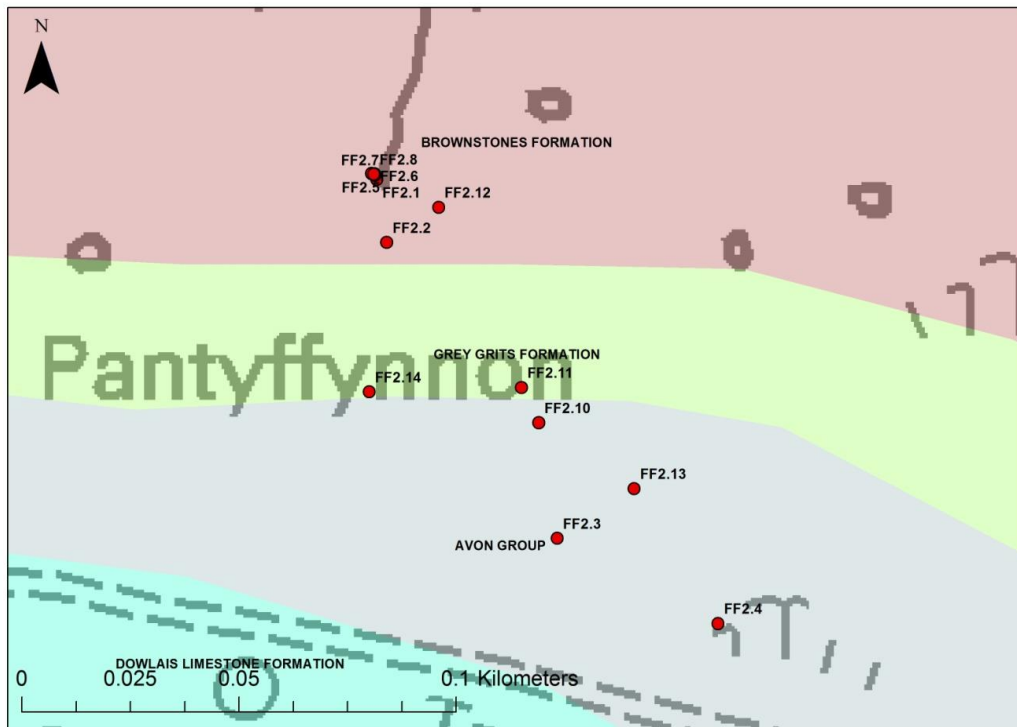 N
BROWNSTONES FORMATION
FF2.7 FF2.8
FF2.6
FF2.5 FF2.1 FF2.12
FF2.2
GREY GRITS FORMATION
Pantyffynnon
FF2.14 FF2.11
FF2.10
FF2.13
FF2.3
AVON GROUP
FF2.4
DOWLAIS LIMESTONE FORMATION
0 0.025 0.05 0.1 Kilometers